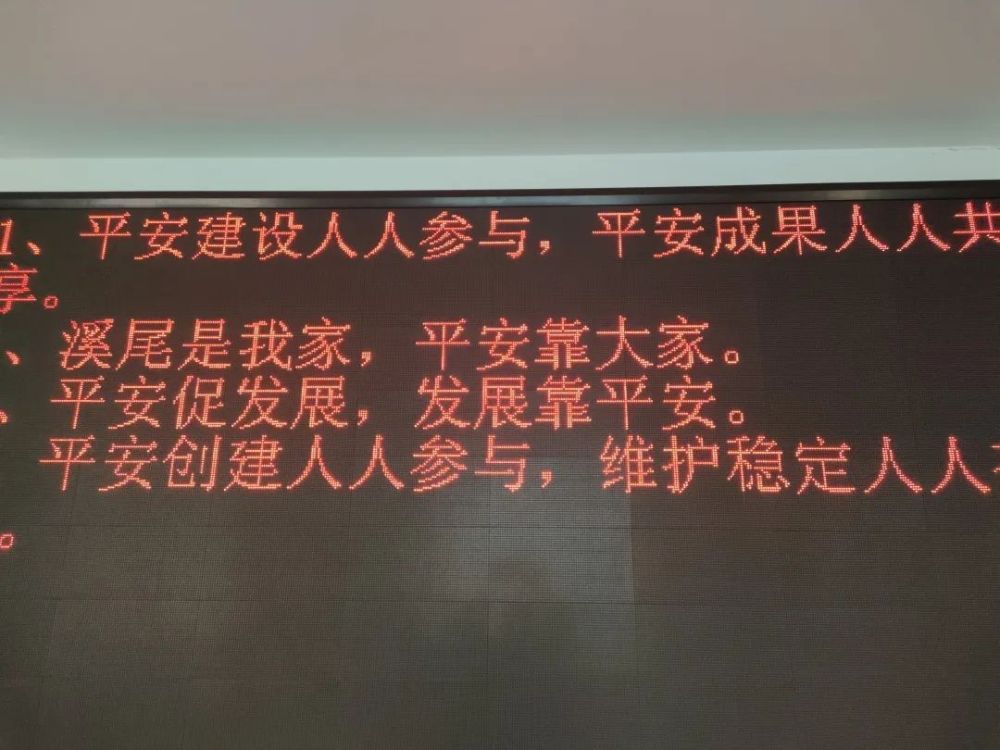 1、平安建设人人参与，平安成果人人共
享。
、溪尾是我家，平安靠大家。
、平安促发展，发展靠平安。
平安创建人人参与，维护稳定人人
。